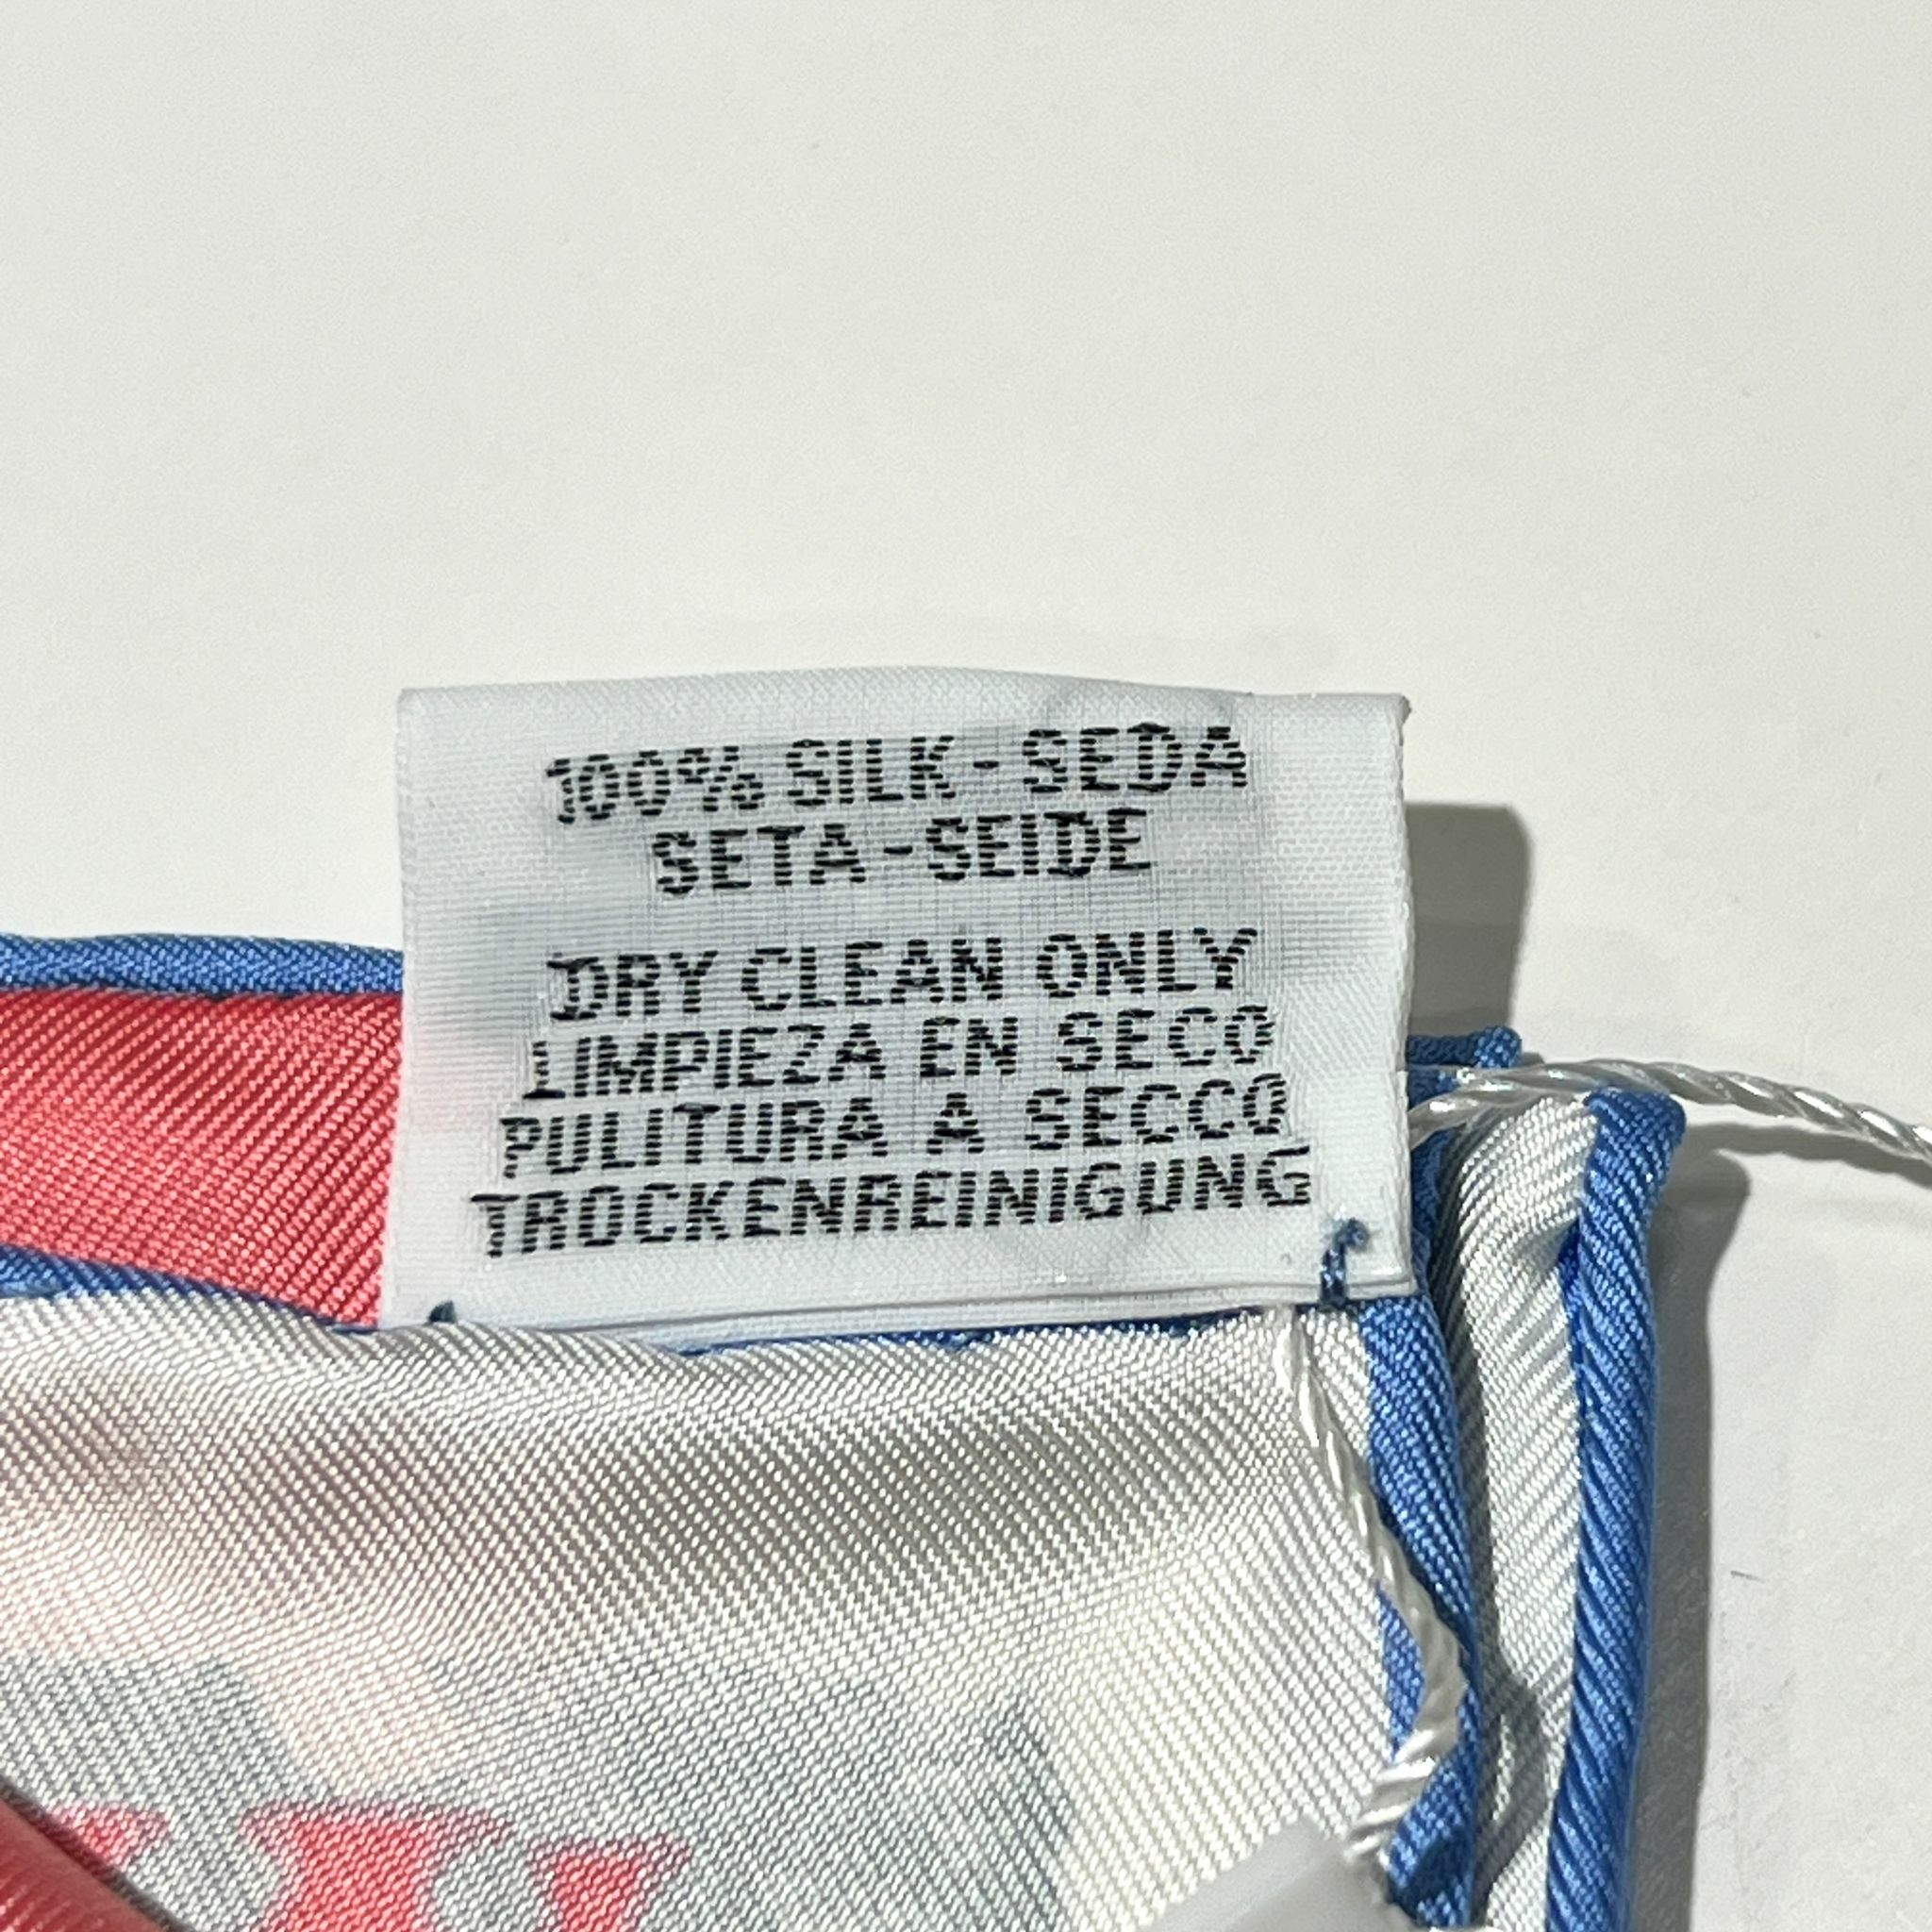 100% SILK-SEDA
SETA-SEIDE
DRY CLEAN ONLY
LIMPIEZA EN SECO
PULITURA A SECCO
TROCKENREINIGUNG